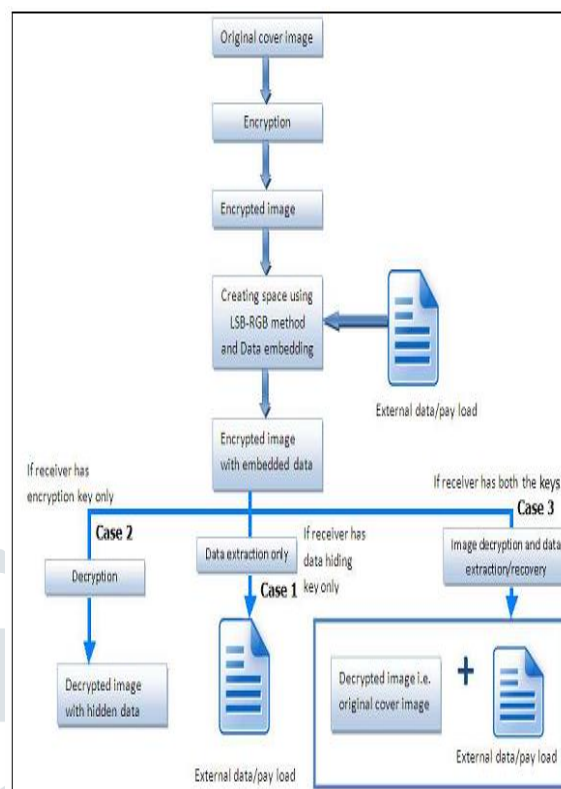 Original cover image
Encryption
Encrypted image
Creating space using
LSB-RGB method
and Data embedding
External data/pay load
Encrypted image
with embedded data
If receiver has
encryption key only
If receiver has both the keys
Case 2
Case 3
Decryption
Data extraction only
If receiver has
data hiding
key only
Case 1
Image decryption and data
extraction/recovery
Decrypted image
with hidden data
External data/pay load
Decrypted image i.e.
original cover image
+
External data/pay load